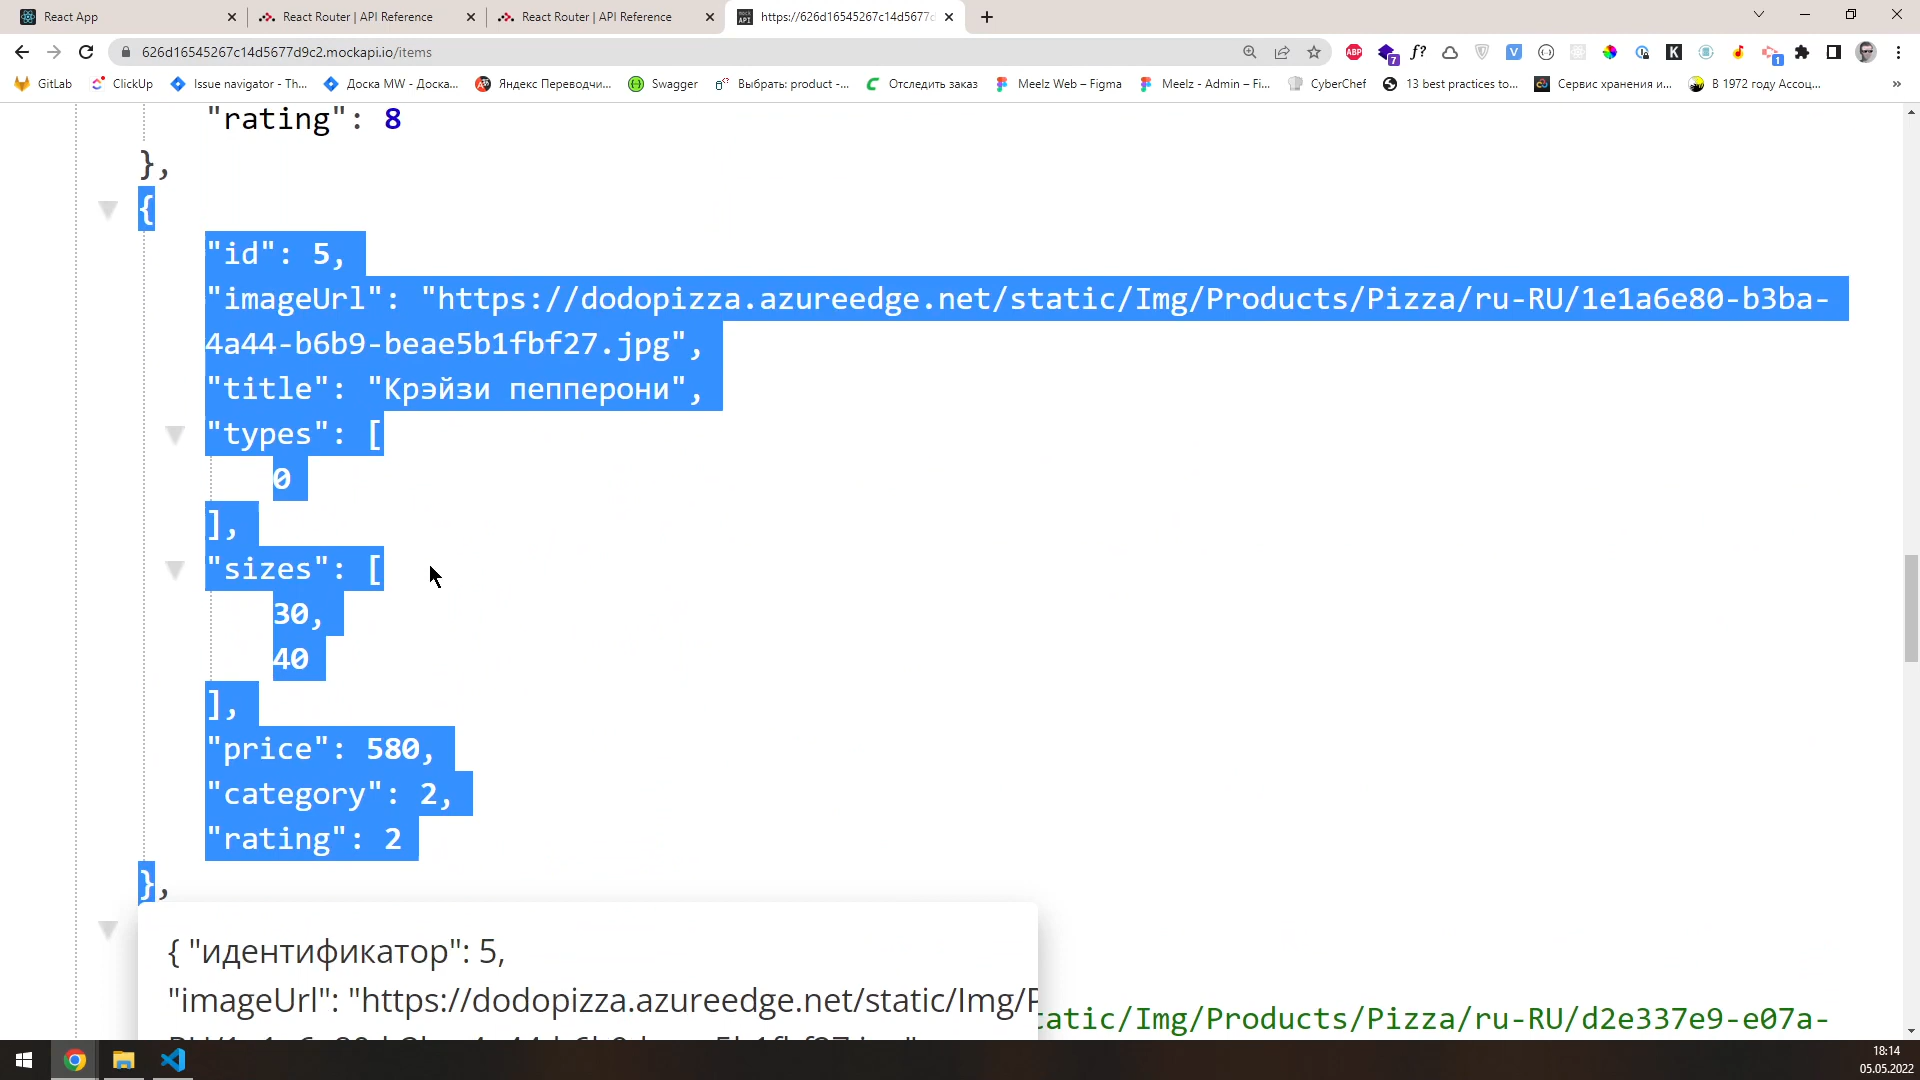 React App
React Router | API Reference
React Router | API Reference
https://626d16545267c14d5677d
626d16545267c14d5677d9c2.mockapi.io/items
GitLab
ClickUp
Issue navigator - Th...
Доска MW - Доска...
Яндекс Переводчи...
Swagger
Выбрать: product -...
Отследить заказ
Meelz Web – Figma
Meelz - Admin – Fi...
CyberChef
13 best practices to...
Сервис хранения и...
В 1972 году Ассоц...
"rating": 8
},
{
"id": 5,
"imageUrl": "https://dodopizza.azureedge.net/static/Img/Products/Pizza/ru-RU/1e1a6e80-b3ba-
4a44-b6b9-beae5b1fbf27.jpg",
"title": "Крэйзи пепперони",
"types": [
0
],
"sizes": [
30,
40
],
"price": 580,
"category": 2,
"rating": 2
},
{ "идентификатор": 5,
"imageUrl": "https://dodopizza.azureedge.net/static/Img/
tatic/Img/Products/Pizza/ru-RU/d2e337e9-e07a-
18:14
05.05.2022